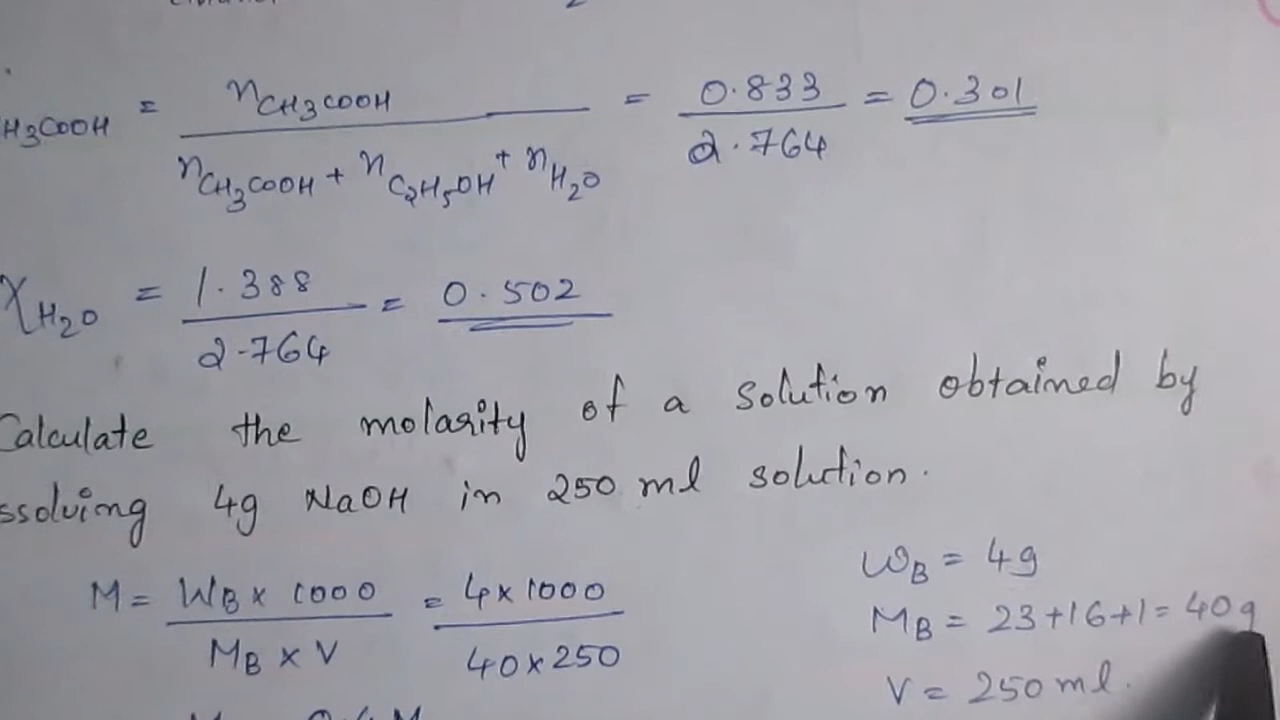 H3COOH = nCH3COOH / nCH3COOH + nC2H5OH + nH2O = 0.833 / 2.764 = 0.301
XH2O = 1.388 / 2.764 = 0.502
Calculate the molarity of a solution obtained by
ssolving 4g NaOH in 250 ml solution.
WB = 4g
M = WB x 1000 / MB x V = 4x 1000 / 40x250
MB = 23+16+1= 40g
V = 250 ml.